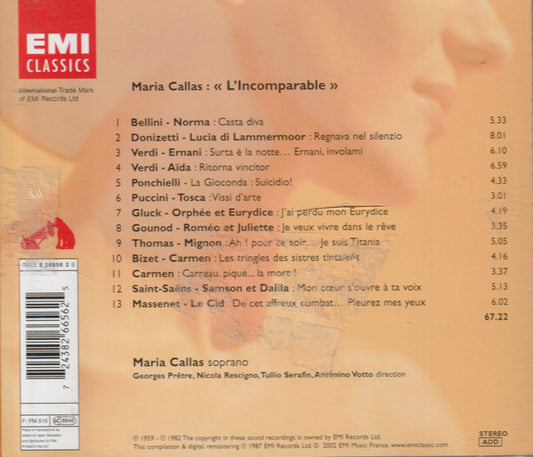 EMI
CLASSICS
International Trade Mark
of EMI Records Ltd
Maria Callas : « L'Incomparable »
1 Bellini - Norma : Casta diva 5.33
2 Donizetti - Lucia di Lammermoor : Regnava nel silenzio 8.01
3 Verdi - Ernani : Surta è la notte... Ernani, involami 6.10
4 Verdi - Aïda : Ritorna vincitor 6.59
5 Ponchielli - La Gioconda : Suicidio! 4.33
6 Puccini - Tosca : Vissi d'arte 3.01
7 Gluck - Orphée et Eurydice : J'ai perdu mon Eurydice 4.19
8 Gounod - Roméo et Juliette : Je veux vivre dans le rêve 3.35
9 Thomas - Mignon : Ah ! pour ce soir... Je suis Titania 5.05
10 Bizet - Carmen : Les tringles des sistres tintaient 4.16
11 Carmen : Carreau, pique... la mort ! 3.37
12 Saint-Saëns - Samson et Dalila : Mon cœur s'ouvre à ta voix 5.13
13 Massenet - Le Cid : De cet affreux combat... Pleurez mes yeux 6.02
67.22
Maria Callas soprano
Georges Prêtre, Nicola Rescigno, Tullio Serafin, Antonino Votto direction
7 24382 66562 5
F: PM 516
Printed in the EU
℗ 1959 - ℗ 1982 The copyright in these sound recordings is owned by EMI Records Ltd.
This compilation & digital remastering ℗ 1987 EMI Records Ltd. © 2002 EMI Music France. www.emiclassic.com
STEREO
ADD